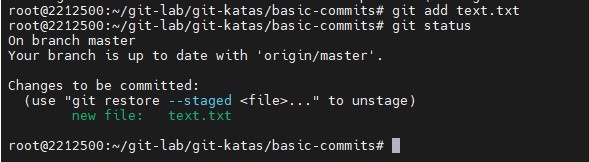 root@2212500:~/git-lab/git-katas/basic-commits# git add text.txt
root@2212500:~/git-lab/git-katas/basic-commits# git status
On branch master
Your branch is up to date with 'origin/master'.
Changes to be committed:
  (use "git restore --staged <file>..." to unstage)
        new file:   text.txt
root@2212500:~/git-lab/git-katas/basic-commits#